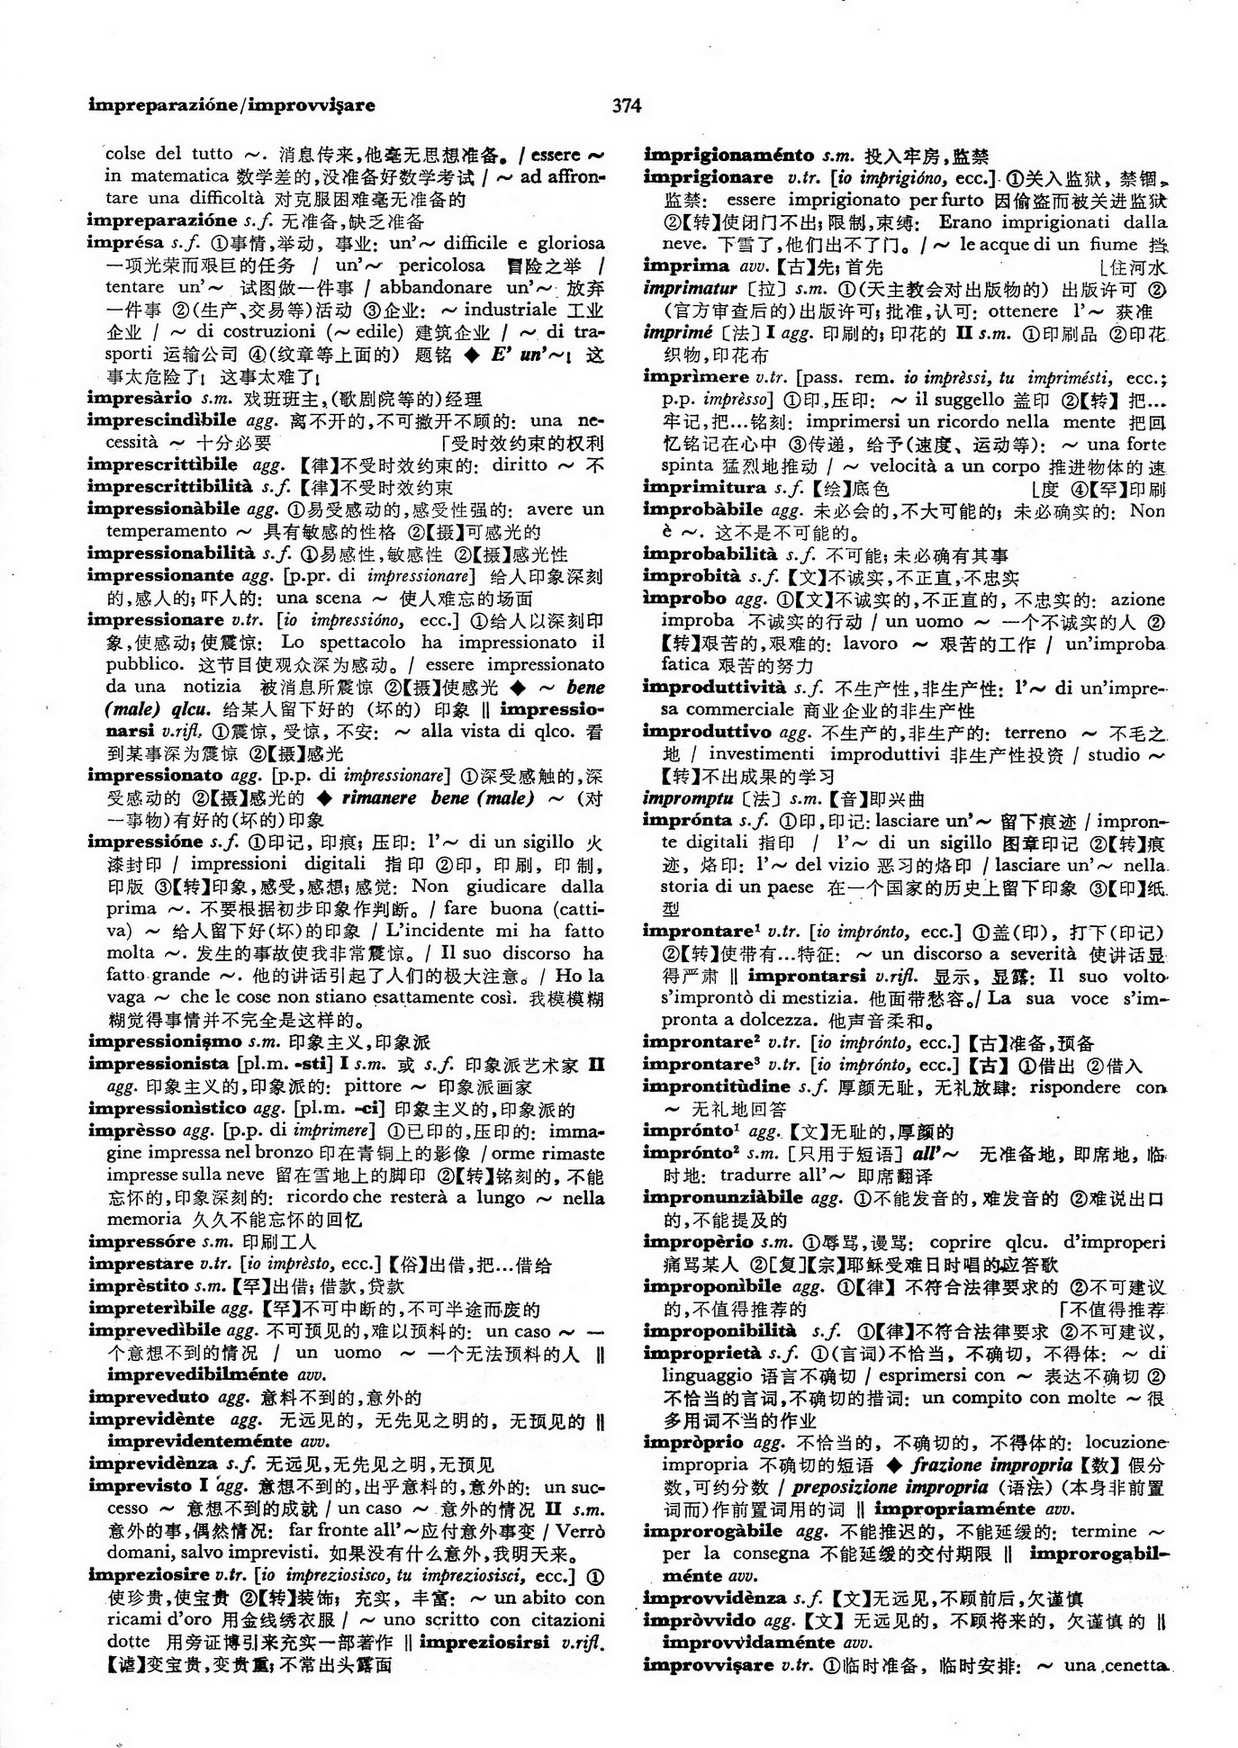 impreparazióne/improvvişare
374
colse del tutto ～. 消息传来,他毫无思想准备。/ essere ～
in matematica 数学差的,没准备好数学考试 / ～ ad affron-
tare una difficoltà 对克服困难毫无准备的
impreparazióne s.f. 无准备,缺乏准备
imprésa s.f. ①事情,举动, 事业: un'～ difficile e gloriosa
一项光荣而艰巨的任务 / un'～ pericolosa 冒险之举 /
tentare un'～ 试图做一件事 / abbandonare un'～ 放弃
一件事 ②(生产、交易等)活动 ③企业: ～ industriale 工业
企业 / ～ di costruzioni (～ edile) 建筑企业 / ～ di tra-
sporti 运输公司 ④(纹章等上面的) 题铭 ◆ E' un'～! 这
事太危险了! 这事太难了!
impresàrio s.m. 戏班班主,(歌剧院等的)经理
imprescindìbile agg. 离不开的,不可撇开不顾的: una ne-
cessità ～ 十分必要 「受时效约束的权利
imprescrittìbile agg. 【律】不受时效约束的: diritto ～ 不
imprescrittibilità s.f. 【律】不受时效约束
impressionàbile agg. ①易受感动的,感受性强的: avere un
temperamento ～ 具有敏感的性格 ②【摄】可感光的
impressionabilità s.f. ①易感性,敏感性 ②【摄】感光性
impressionante agg. [p.pr. di impressionare] 给人印象深刻
的,感人的;吓人的: una scena ～ 使人难忘的场面
impressionare v.tr. [io impressióno, ecc.] ①给人以深刻印
象,使感动;使震惊: Lo spettacolo ha impressionato il
pubblico. 这节目使观众深为感动。/ essere impressionato
da una notizia 被消息所震惊 ②【摄】使感光 ◆ ～ bene
(male) qlcu. 给某人留下好的 (坏的) 印象 ‖ impressio-
narsi v.rifl. ①震惊, 受惊, 不安: ～ alla vista di qlco. 看
到某事深为震惊 ②【摄】感光
impressionato agg. [p.p. di impressionare] ①深受感触的,深
受感动的 ②【摄】感光的 ◆ rimanere bene (male) ～ (对
一事物)有好的(坏的)印象
impressióne s.f. ①印记, 印痕; 压印: l'～ di un sigillo 火
漆封印 / impressioni digitali 指印 ②印, 印刷, 印制,
印版 ③【转】印象,感受,感想;感觉: Non giudicare dalla
prima ～. 不要根据初步印象作判断。/ fare buona (catti-
va) ～ 给人留下好(坏)的印象 / L'incidente mi ha fatto
molta ～. 发生的事故使我非常震惊。/ Il suo discorso ha
fatto grande ～. 他的讲话引起了人们的极大注意。/ Ho la
vaga ～ che le cose non stiano esattamente così. 我模模糊
糊觉得事情并不完全是这样的。
impressionişmo s.m. 印象主义,印象派
impressionista [pl.m. -sti] I s.m. 或 s.f. 印象派艺术家 II
agg. 印象主义的,印象派的: pittore ～ 印象派画家
impressionìstico agg. [pl.m. -ci] 印象主义的,印象派的
imprèsso agg. [p.p. di imprimere] ①已印的,压印的: imma-
gine impressa nel bronzo 印在青铜上的影像 / orme rimaste
impresse sulla neve 留在雪地上的脚印 ②【转】铭刻的, 不能
忘怀的,印象深刻的: ricordo che resterà a lungo ～ nella
memoria 久久不能忘怀的回忆
impressóre s.m. 印刷工人
imprestare v.tr. [io imprèsto, ecc.] 【俗】出借,把…借给
imprèstito s.m. 【罕】出借; 借款,贷款
impreterìbile agg. 【罕】不可中断的,不可半途而废的
imprevedìbile agg. 不可预见的,难以预料的: un caso ～ 一
个意想不到的情况 / un uomo ～ 一个无法预料的人 ‖
imprevedibilménte avv.
impreveduto agg. 意料不到的,意外的
imprevidènte agg. 无远见的, 无先见之明的, 无预见的 ‖
imprevidenteménte avv.
imprevidènza s.f. 无远见,无先见之明,无预见
imprevisto I agg. 意想不到的,出乎意料的,意外的: un suc-
cesso ～ 意想不到的成就 / un caso ～ 意外的情况 II s.m.
意外的事,偶然情况: far fronte all'～应付意外事变 / Verrò
domani, salvo imprevisti. 如果没有什么意外,我明天来。
impreziosire v.tr. [io impreziosisco, tu impreziosisci, ecc.] ①
使珍贵,使宝贵 ②【转】装饰; 充实, 丰富: ～ un abito con
ricami d'oro 用金线绣衣服 / ～ uno scritto con citazioni
dotte 用旁证博引来充实一部著作 ‖ impreziosirsi v.rifl.
【谑】变宝贵,变贵重;不常出头露面
imprigionaménto s.m. 投入牢房,监禁
imprigionare v.tr. [io imprigióno, ecc.] ①关入监狱, 禁锢,
监禁: essere imprigionato per furto 因偷盗而被关进监狱
②【转】使闭门不出;限制,束缚: Erano imprigionati dalla
neve. 下雪了,他们出不了门。/ ～ le acque di un fiume 挡
imprima avv. 【古】先; 首先 ⌊住河水
imprimatur 〔拉〕 s.m. ①(天主教会对出版物的) 出版许可 ②
(官方审查后的)出版许可;批准,认可: ottenere l'～ 获准
imprimé 〔法〕 I agg. 印刷的; 印花的 II s.m. ①印刷品 ②印花
织物,印花布
imprìmere v.tr. [pass. rem. io imprèssi, tu imprimésti, ecc.;
p.p. imprèsso] ①印,压印: ～ il suggello 盖印 ②【转】 把…
牢记,把…铭刻: imprimersi un ricordo nella mente 把回
忆铭记在心中 ③传递, 给予(速度、运动等): ～ una forte
spinta 猛烈地推动 / ～ velocità a un corpo 推进物体的速
imprimitura s.f. 【绘】底色 ⌊度 ④【罕】印刷
improbàbile agg. 未必会的,不大可能的; 未必确实的: Non
è ～. 这不是不可能的。
improbabilità s.f. 不可能; 未必确有其事
improbità s.f. 【文】不诚实,不正直,不忠实
ìmprobo agg. ①【文】不诚实的,不正直的, 不忠实的: azione
improba 不诚实的行动 / un uomo ～ 一个不诚实的人 ②
【转】艰苦的,艰难的: lavoro ～ 艰苦的工作 / un'improba
fatica 艰苦的努力
improduttività s.f. 不生产性,非生产性: l'～ di un'impre-
sa commerciale 商业企业的非生产性
improduttivo agg. 不生产的,非生产的: terreno ～ 不毛之
地 / investimenti improduttivi 非生产性投资 / studio ～
【转】不出成果的学习
impromptu 〔法〕 s.m. 【音】即兴曲
imprónta s.f. ①印,印记: lasciare un'～ 留下痕迹 / impron-
te digitali 指印 / l'～ di un sigillo 图章印记 ②【转】痕
迹, 烙印: l'～ del vizio 恶习的烙印 / lasciare un'～ nella
storia di un paese 在一个国家的历史上留下印象 ③【印】纸
型
improntare¹ v.tr. [io imprónto, ecc.] ①盖(印), 打下(印记)
②【转】使带有…特征: ～ un discorso a severità 使讲话显
得严肃 ‖ improntarsi v.rifl. 显示, 显露: Il suo volto
s'improntò di mestizia. 他面带愁容。/ La sua voce s'im-
pronta a dolcezza. 他声音柔和。
improntare² v.tr. [io imprónto, ecc.] 【古】准备,预备
improntare³ v.tr. [io imprónto, ecc.] 【古】 ①借出 ②借入
improntitùdine s.f. 厚颜无耻, 无礼放肆: rispondere con
～ 无礼地回答
imprónto¹ agg. 【文】无耻的,厚颜的
imprónto² s.m. [只用于短语] all'～ 无准备地, 即席地, 临
时地: tradurre all'～ 即席翻译
impronunziàbile agg. ①不能发音的, 难发音的 ②难说出口
的,不能提及的
impropèrio s.m. ①辱骂,谩骂: coprire qlcu. d'improperi
痛骂某人 ②[复]【宗】耶稣受难日时唱的应答歌
improponìbile agg. ①【律】 不符合法律要求的 ②不可建议
的,不值得推荐的 「不值得推荐
improponibilità s.f. ①【律】不符合法律要求 ②不可建议,
improprietà s.f. ①(言词)不恰当, 不确切, 不得体: ～ di
linguaggio 语言不确切 / esprimersi con ～ 表达不确切 ②
不恰当的言词,不确切的措词: un compito con molte ～ 很
多用词不当的作业
impròprio agg. 不恰当的, 不确切的, 不得体的: locuzione
impropria 不确切的短语 ◆ frazione impropria 【数】 假分
数,可约分数 / preposizione impropria (语法) (本身非前置
词而)作前置词用的词 ‖ impropriaménte avv.
improrogàbile agg. 不能推迟的, 不能延缓的: termine ～
per la consegna 不能延缓的交付期限 ‖ improrogabil-
ménte avv.
improvvidènza s.f. 【文】无远见,不顾前后,欠谨慎
impròvvido agg. 【文】 无远见的, 不顾将来的, 欠谨慎的 ‖
improvvidaménte avv.
improvvişare v.tr. ①临时准备, 临时安排: ～ una cenetta